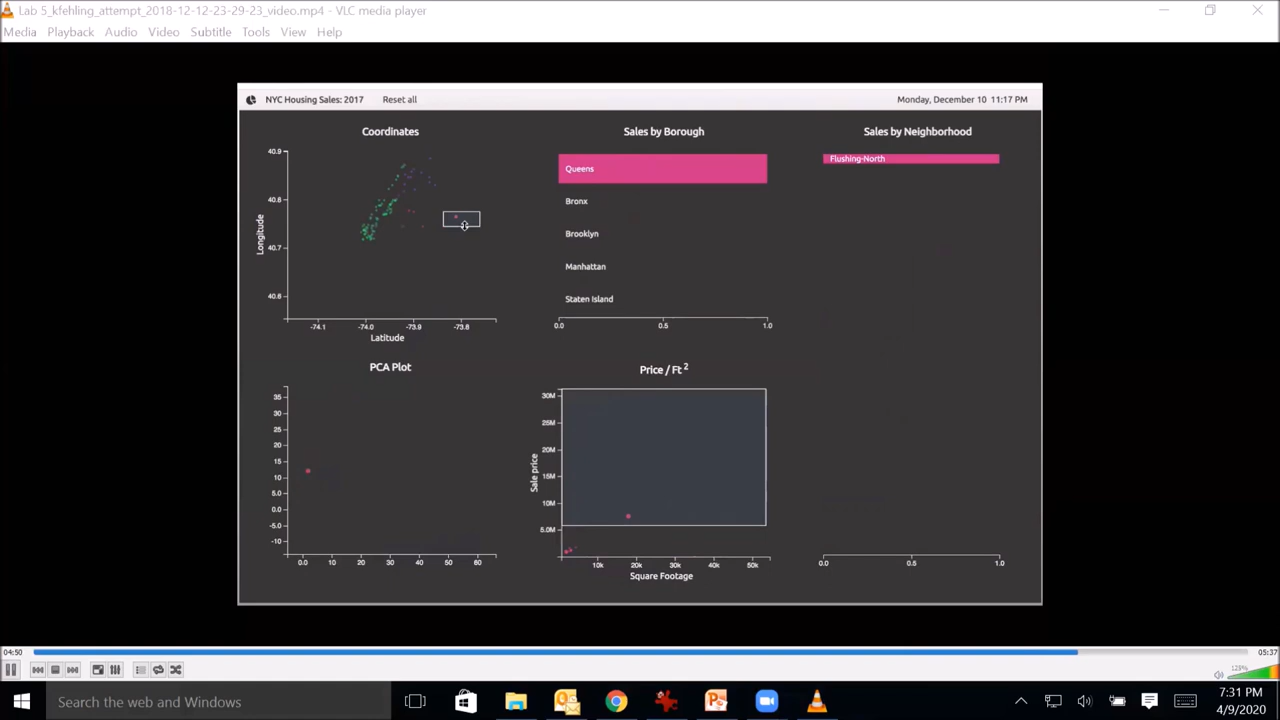 Lab 5_kfehling_attempt_2018-12-12-23-29-23_video.mp4 - VLC media player
Media Playback Audio Video Subtitle Tools View Help
NYC Housing Sales: 2017 Reset all Monday, December 10 11:17 PM
Coordinates
40.9
40.8
40.7
40.6
Longitude
-74.1 -74.0 -73.9 -73.8
Latitude
Sales by Borough
Queens
Bronx
Brooklyn
Manhattan
Staten Island
0.0 0.5 1.0
Sales by Neighborhood
Flushing-North
0.0 0.5 1.0
PCA Plot
35
30
25
20
15
10
5.0
0.0
-5.0
-10
0.0 10 20 30 40 50 60
Price / Ft 2
30M
25M
20M
15M
10M
5.0M
Sale price
10k 20k 30k 40k 50k
Square Footage
04:50 05:37
125%
Search the web and Windows
7:31 PM
4/9/2020